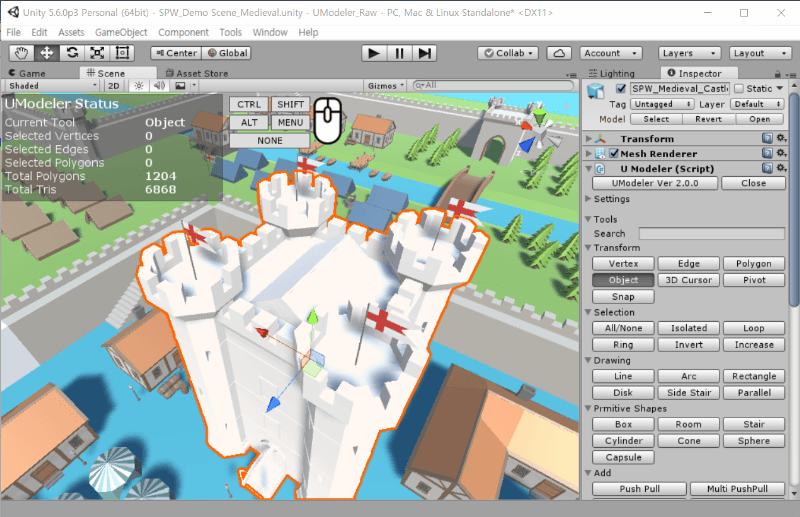 Unity 5.6.0p3 Personal (64bit) - SPW_Demo Scene_Medieval.unity - UModeler_Raw - PC, Mac & Linux Standalone* <DX11>
File Edit Assets GameObject Component Tools Window Help
Center Global Collab Account Layers Layout
Game Scene Asset Store
Shaded 2D Gizmos All
UModeler Status
Current Tool Object
Selected Vertices 0
Selected Edges 0
Selected Polygons 0
Total Polygons 1204
Total Tris 6868
CTRL SHIFT
ALT MENU
NONE
Lighting Inspector
SPW_Medieval_Castl Static
Tag Untagged Layer Default
Model Select Revert Open
Transform
Mesh Renderer
U Modeler (Script)
UModeler Ver 2.0.0 Close
Settings
Tools
Search
Transform
Vertex Edge Polygon
Object 3D Cursor Pivot
Snap
Selection
All/None Isolated Loop
Ring Invert Increase
Drawing
Line Arc Rectangle
Disk Side Stair Parallel
Prmitive Shapes
Box Room Stair
Cylinder Cone Sphere
Capsule
Add
Push Pull Multi PushPull